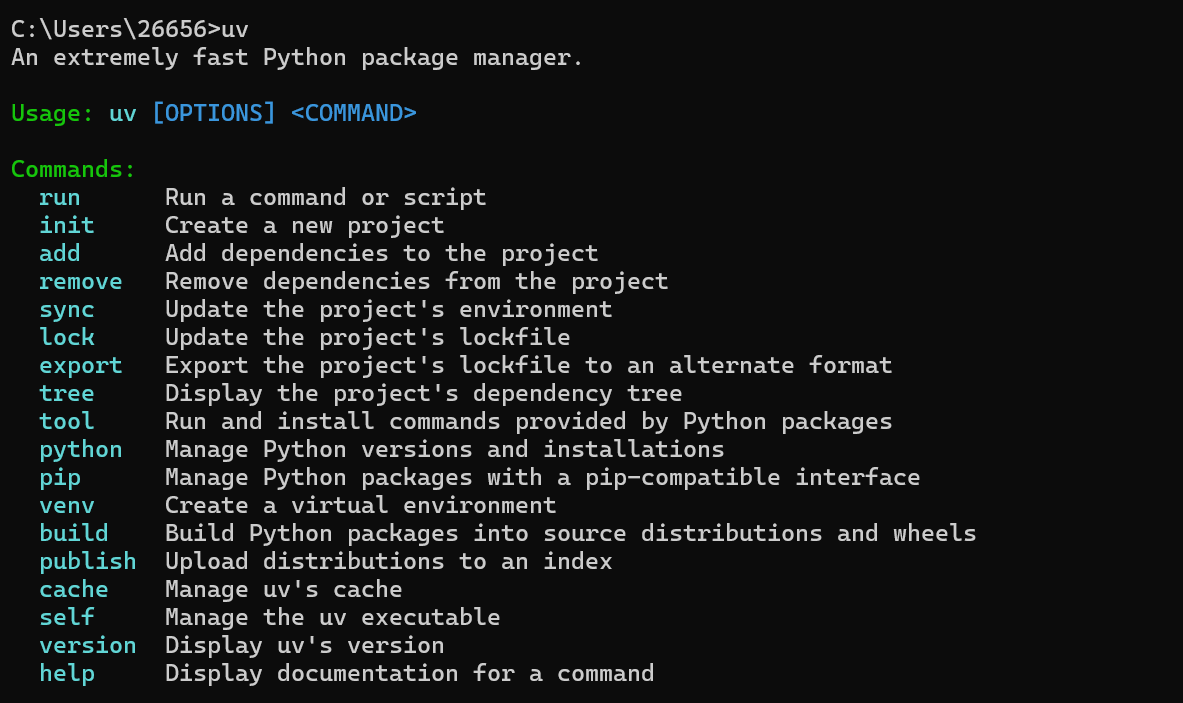 C:\Users\26656>uv
An extremely fast Python package manager.
Usage: uv [OPTIONS] <COMMAND>
Commands:
run Run a command or script
init Create a new project
add Add dependencies to the project
remove Remove dependencies from the project
sync Update the project's environment
lock Update the project's lockfile
export Export the project's lockfile to an alternate format
tree Display the project's dependency tree
tool Run and install commands provided by Python packages
python Manage Python versions and installations
pip Manage Python packages with a pip-compatible interface
venv Create a virtual environment
build Build Python packages into source distributions and wheels
publish Upload distributions to an index
cache Manage uv's cache
self Manage the uv executable
version Display uv's version
help Display documentation for a command